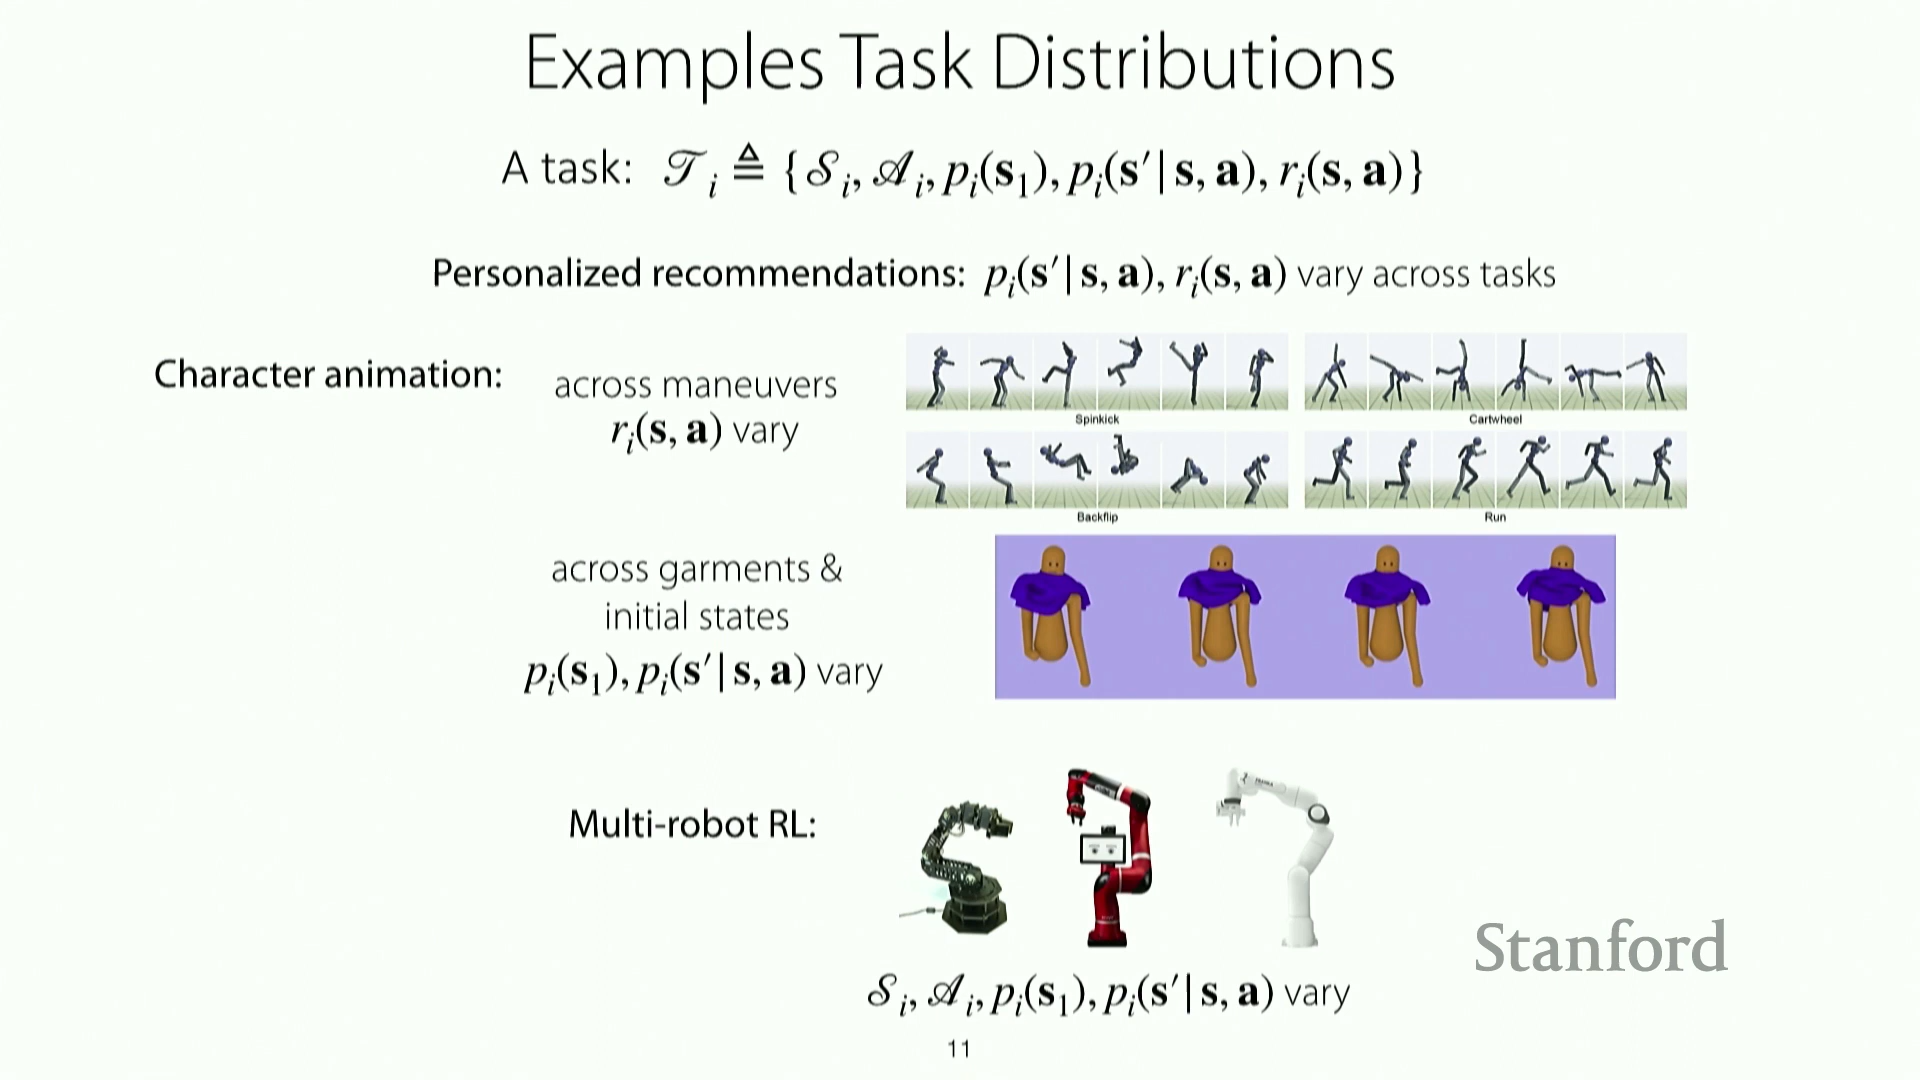 Examples Task Distributions
A task: 𝒯ᵢ ≜ {𝒮ᵢ, 𝒜ᵢ, pᵢ(s₁), pᵢ(s′|s, a), rᵢ(s, a)}
Personalized recommendations: pᵢ(s′|s, a), rᵢ(s, a) vary across tasks
Character animation:
across maneuvers
rᵢ(s, a) vary
Spinkick
Cartwheel
Backflip
Run
across garments &
initial states
pᵢ(s₁), pᵢ(s′|s, a) vary
Multi-robot RL:
𝒮ᵢ, 𝒜ᵢ, pᵢ(s₁), pᵢ(s′|s, a) vary
Stanford
11